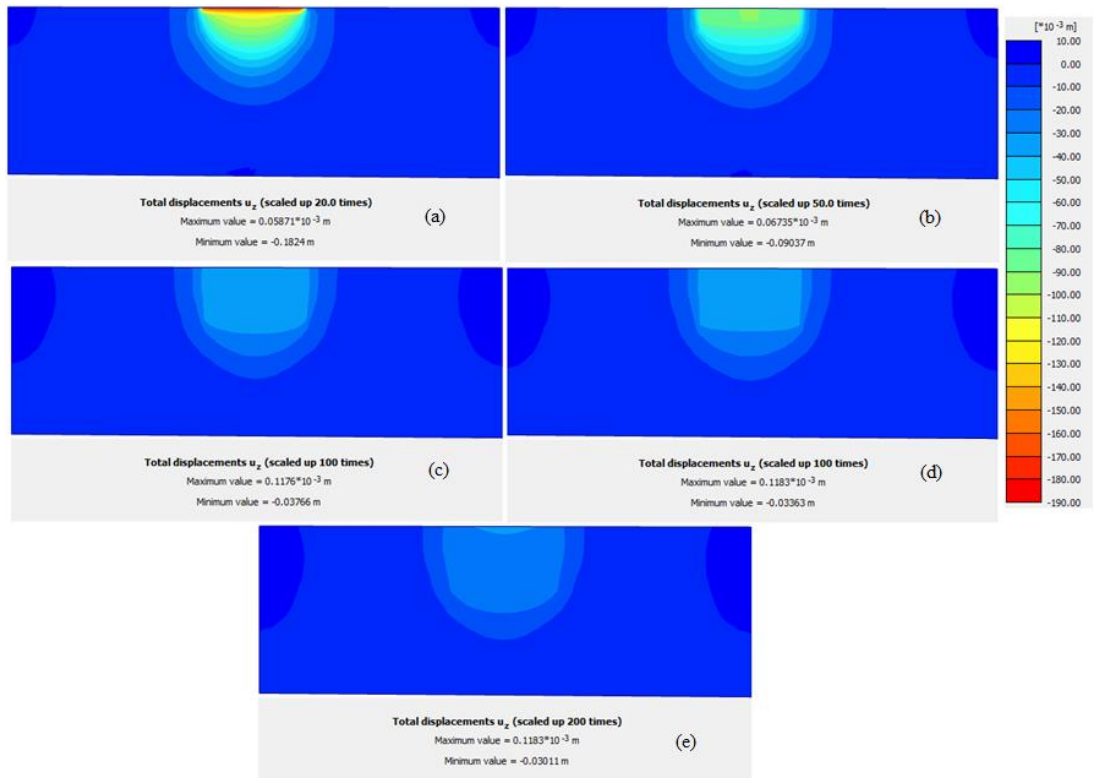 [*10 -3 m]
10.00
0.00
-10.00
-20.00
-30.00
-40.00
-50.00
-60.00
-70.00
-80.00
-90.00
-100.00
-110.00
-120.00
-130.00
-140.00
-150.00
-160.00
-170.00
-180.00
-190.00
Total displacements uz (scaled up 20.0 times)
Maximum value = 0.05871*10 -3 m
Minimum value = -0.1824 m
(a)
Total displacements uz (scaled up 50.0 times)
Maximum value = 0.06735*10 -3 m
Minimum value = -0.09037 m
(b)
Total displacements uz (scaled up 100 times)
Maximum value = 0.1176*10 -3 m
Minimum value = -0.03766 m
(c)
Total displacements uz (scaled up 100 times)
Maximum value = 0.1183*10 -3 m
Minimum value = -0.03363 m
(d)
Total displacements uz (scaled up 200 times)
Maximum value = 0.1183*10 -3 m
Minimum value = -0.03011 m
(e)